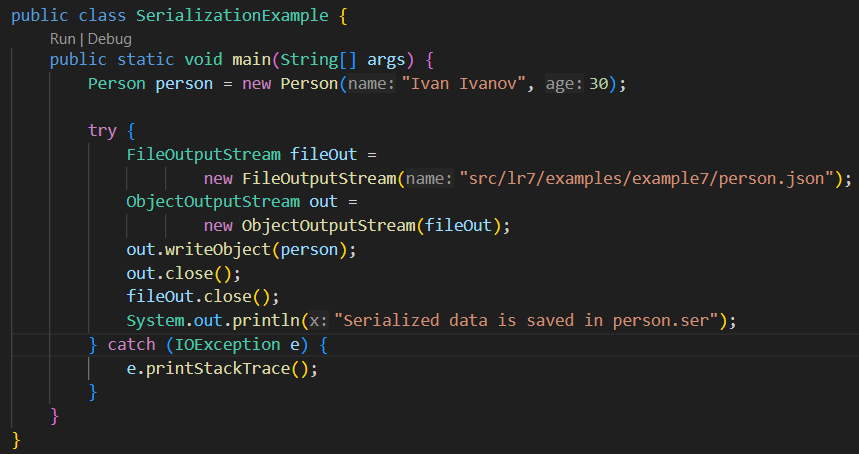 public class SerializationExample {
Run | Debug
public static void main(String[] args) {
Person person = new Person(name: "Ivan Ivanov", age: 30);
try {
FileOutputStream fileOut =
new FileOutputStream(name: "src/lr7/examples/example7/person.json");
ObjectOutputStream out =
new ObjectOutputStream(fileOut);
out.writeObject(person);
out.close();
fileOut.close();
System.out.println(x: "Serialized data is saved in person.ser");
} catch (IOException e) {
e.printStackTrace();
}
}
}